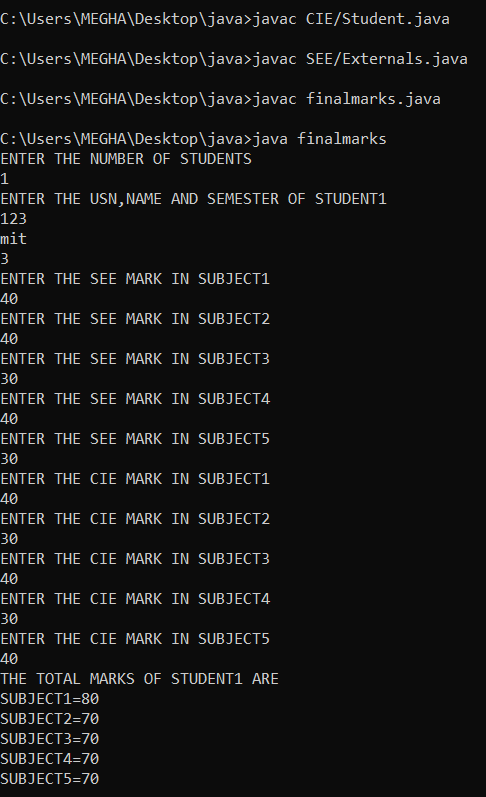 C:\Users\MEGHA\Desktop\java>javac CIE/Student.java
C:\Users\MEGHA\Desktop\java>javac SEE/Externals.java
C:\Users\MEGHA\Desktop\java>javac finalmarks.java
C:\Users\MEGHA\Desktop\java>java finalmarks
ENTER THE NUMBER OF STUDENTS
1
ENTER THE USN,NAME AND SEMESTER OF STUDENT1
123
mit
3
ENTER THE SEE MARK IN SUBJECT1
40
ENTER THE SEE MARK IN SUBJECT2
40
ENTER THE SEE MARK IN SUBJECT3
30
ENTER THE SEE MARK IN SUBJECT4
40
ENTER THE SEE MARK IN SUBJECT5
30
ENTER THE CIE MARK IN SUBJECT1
40
ENTER THE CIE MARK IN SUBJECT2
30
ENTER THE CIE MARK IN SUBJECT3
40
ENTER THE CIE MARK IN SUBJECT4
30
ENTER THE CIE MARK IN SUBJECT5
40
THE TOTAL MARKS OF STUDENT1 ARE
SUBJECT1=80
SUBJECT2=70
SUBJECT3=70
SUBJECT4=70
SUBJECT5=70